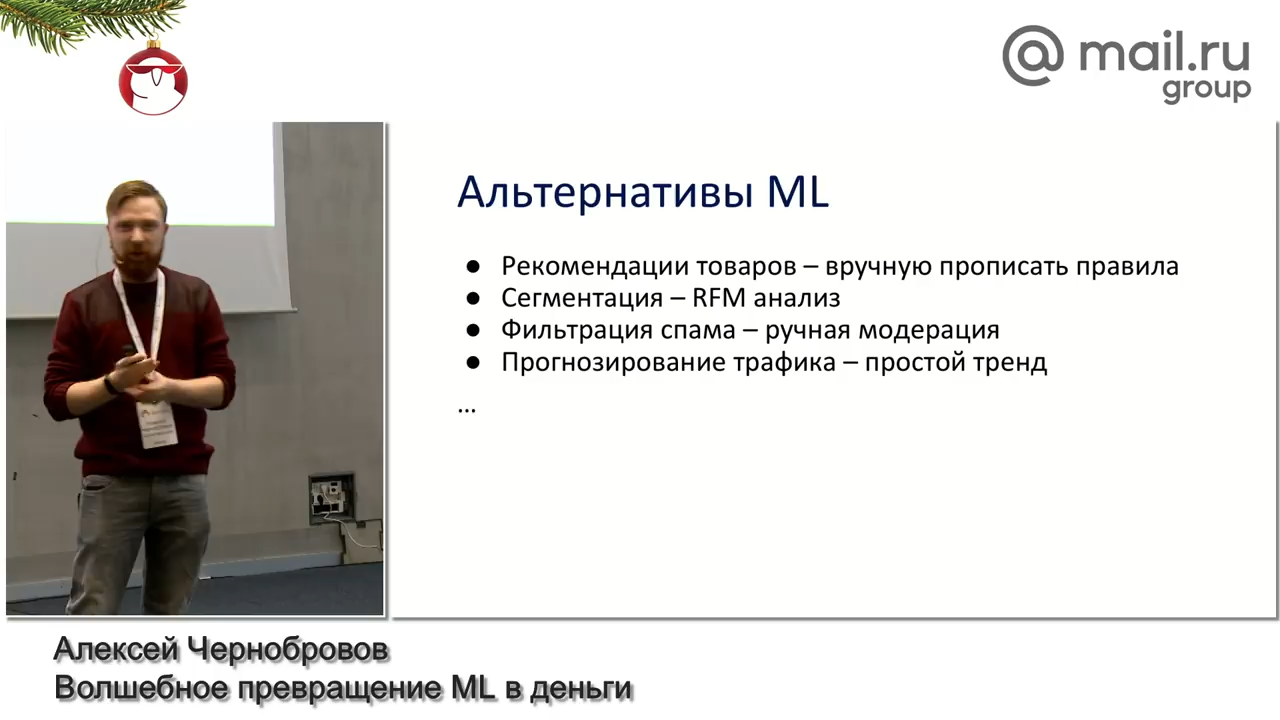 @ mail.ru
group
Альтернативы ML
● Рекомендации товаров – вручную прописать правила
● Сегментация – RFM анализ
● Фильтрация спама – ручная модерация
● Прогнозирование трафика – простой тренд
...
Алексей Чернобровов
Волшебное превращение ML в деньги